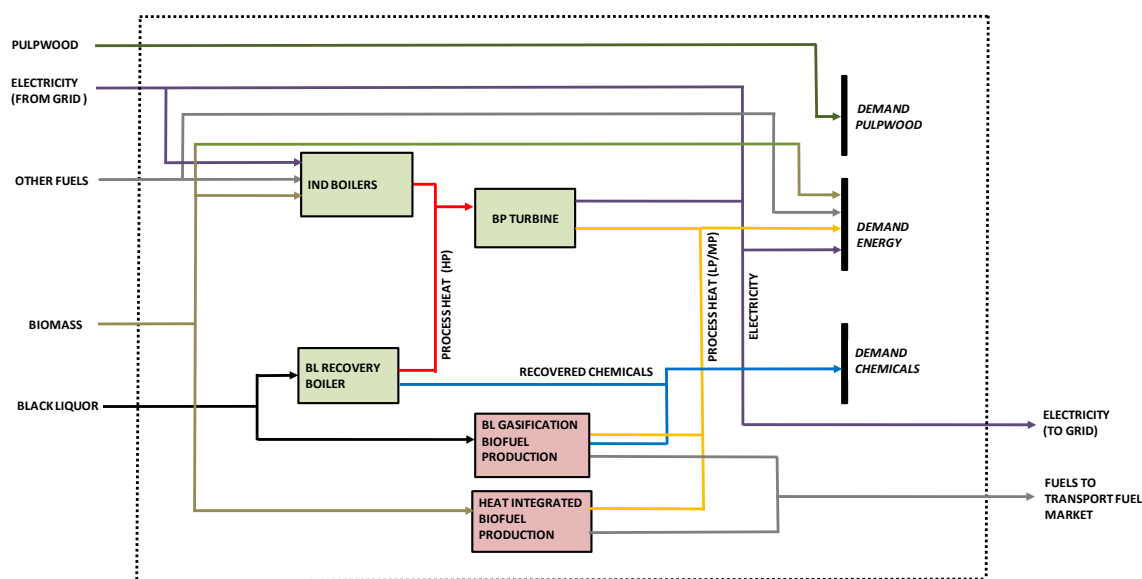 PULPWOOD
ELECTRICITY
(FROM GRID )
OTHER FUELS
BIOMASS
BLACK LIQUOR
IND BOILERS
BP TURBINE
PROCESS HEAT (HP)
BL RECOVERY
BOILER
RECOVERED CHEMICALS
BL GASIFICATION
BIOFUEL
PRODUCTION
HEAT INTEGRATED
BIOFUEL
PRODUCTION
PROCESS HEAT (LP/MP)
ELECTRICITY
DEMAND
PULPWOOD
DEMAND
ENERGY
DEMAND
CHEMICALS
ELECTRICITY
(TO GRID)
FUELS TO
TRANSPORT FUEL
MARKET